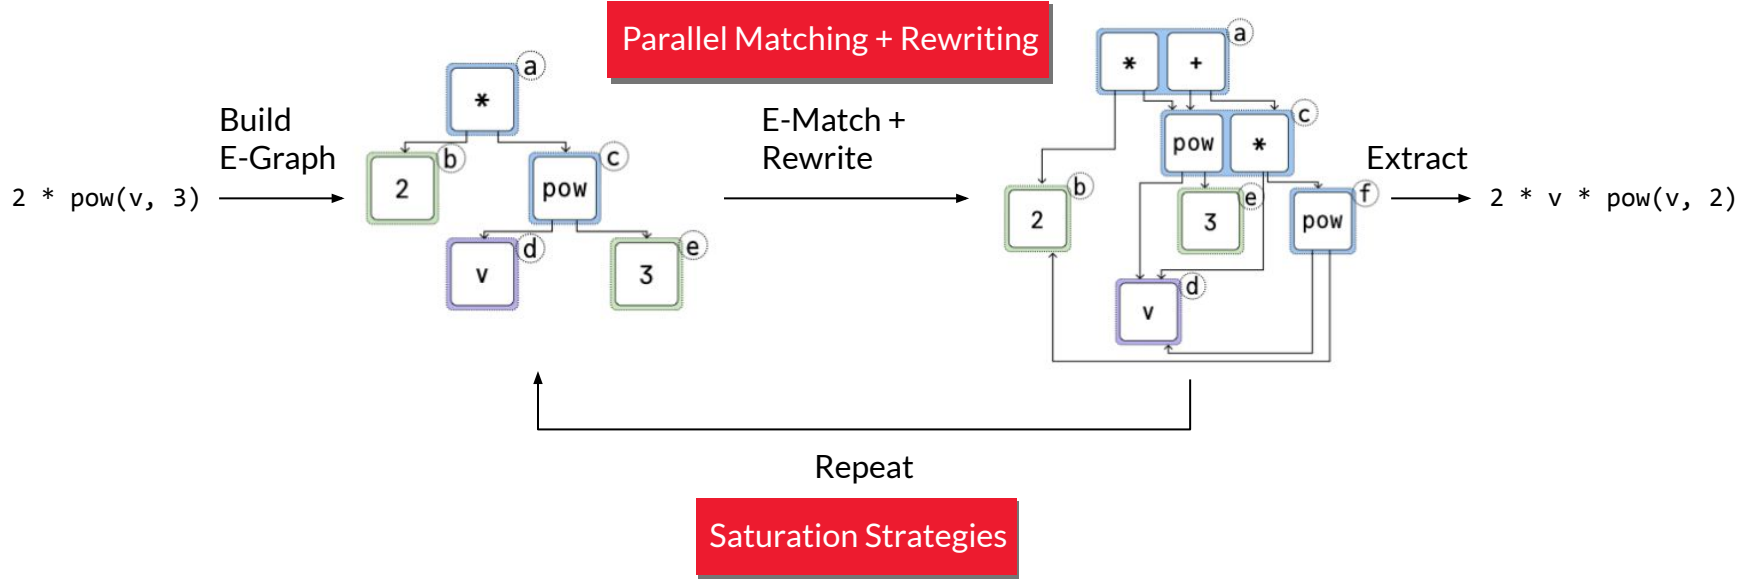 Parallel Matching + Rewriting
Build
E-Graph
2 * pow(v, 3)
a
*
b
2
c
pow
d
v
e
3
E-Match +
Rewrite
a
* +
c
pow *
b
2
e
3
f
pow
d
v
Extract
2 * v * pow(v, 2)
Repeat
Saturation Strategies